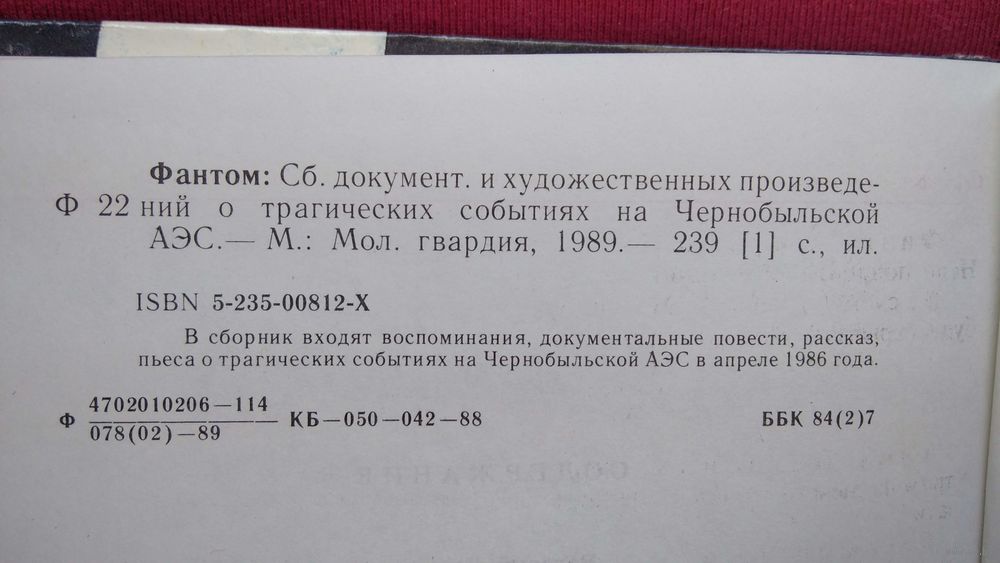 Фантом: Сб. документ. и художественных произведе-
Ф 22 ний о трагических событиях на Чернобыльской
АЭС.— М.: Мол. гвардия, 1989.— 239 [1] с., ил.
ISBN 5-235-00812-X
В сборник входят воспоминания, документальные повести, рассказ,
пьеса о трагических событиях на Чернобыльской АЭС в апреле 1986 года.
4702010206—114
Ф КБ—050—042—88 ББК 84(2)7
078(02)—89
СОДЕРЖАНИЕ